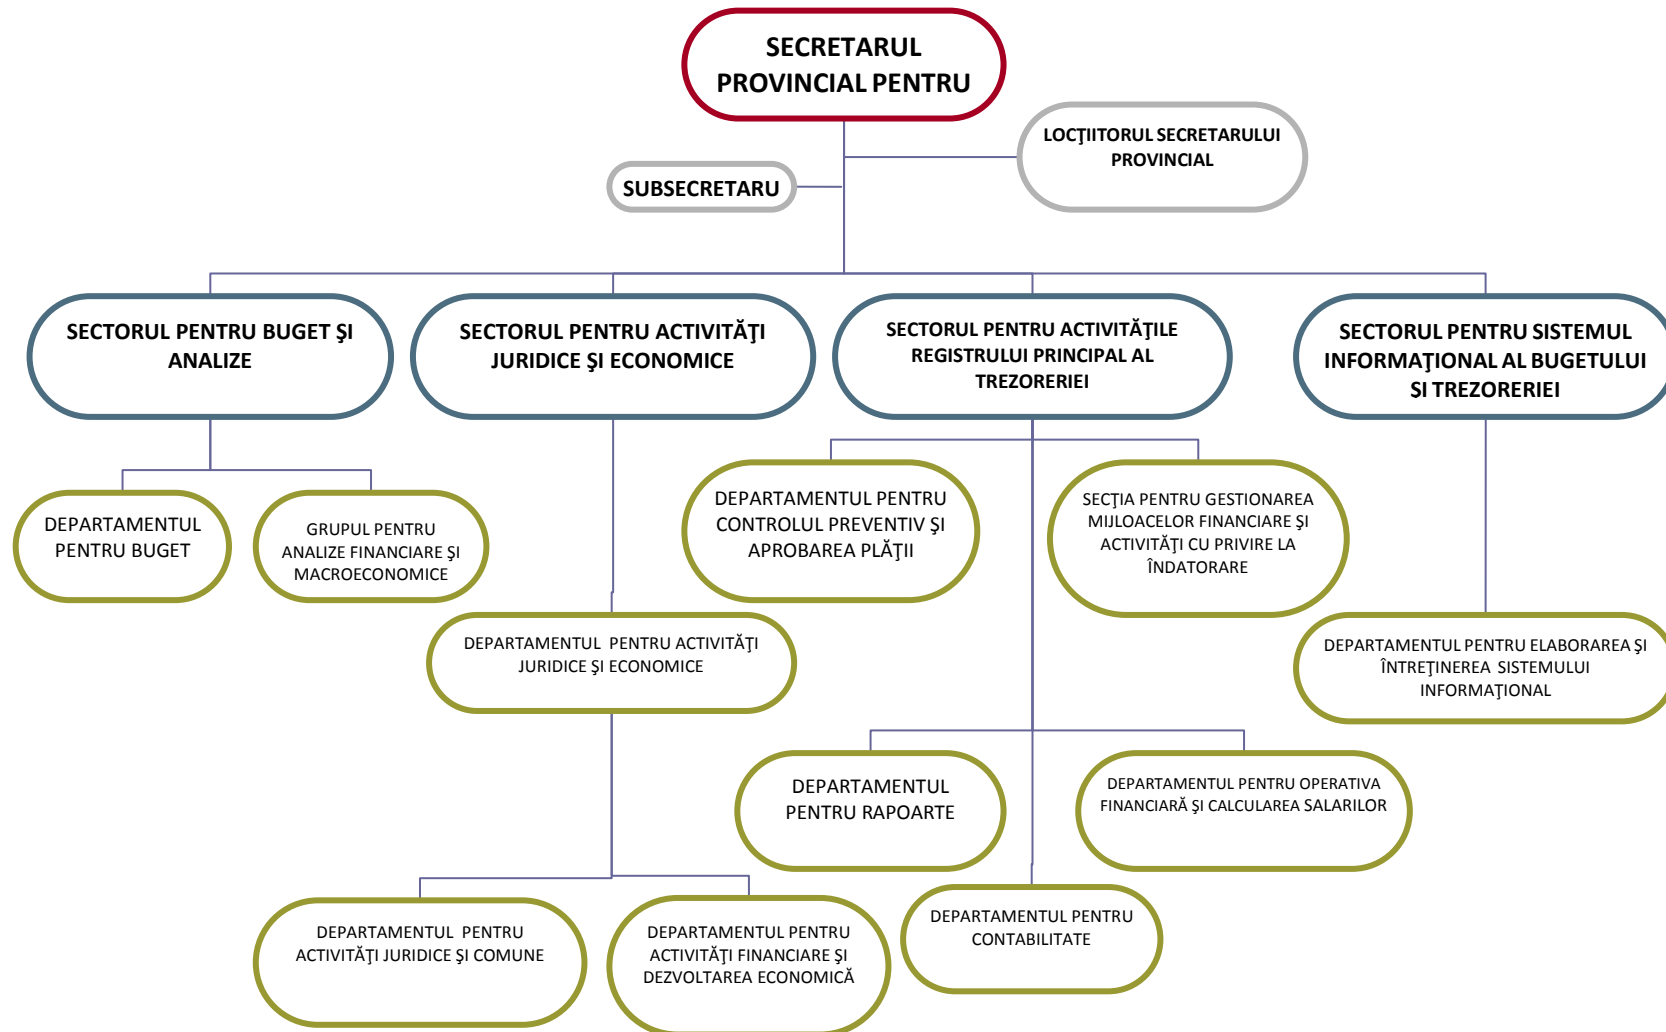 SECRETARUL
PROVINCIAL PENTRU
LOCŢIITORUL SECRETARULUI
PROVINCIAL
SUBSECRETARU
SECTORUL PENTRU BUGET ŞI
ANALIZE
SECTORUL PENTRU ACTIVITĂŢI
JURIDICE ŞI ECONOMICE
SECTORUL PENTRU ACTIVITĂŢILE
REGISTRULUI PRINCIPAL AL
TREZORERIEI
SECTORUL PENTRU SISTEMUL
INFORMAŢIONAL AL BUGETULUI
ŞI TREZORERIEI
DEPARTAMENTUL
PENTRU BUGET
GRUPUL PENTRU
ANALIZE FINANCIARE ŞI
MACROECONOMICE
DEPARTAMENTUL PENTRU
CONTROLUL PREVENTIV ŞI
APROBAREA PLĂŢII
SECŢIA PENTRU GESTIONAREA
MIJLOACELOR FINANCIARE ŞI
ACTIVITĂŢI CU PRIVIRE LA
ÎNDATORARE
DEPARTAMENTUL PENTRU ACTIVITĂŢI
JURIDICE ŞI ECONOMICE
DEPARTAMENTUL PENTRU ELABORAREA ŞI
ÎNTREŢINEREA SISTEMULUI
INFORMAŢIONAL
DEPARTAMENTUL
PENTRU RAPOARTE
DEPARTAMENTUL PENTRU OPERATIVA
FINANCIARĂ ŞI CALCULAREA SALARILOR
DEPARTAMENTUL PENTRU
ACTIVITĂŢI JURIDICE ŞI COMUNE
DEPARTAMENTUL PENTRU
ACTIVITĂŢI FINANCIARE ŞI
DEZVOLTAREA ECONOMICĂ
DEPARTAMENTUL PENTRU
CONTABILITATE